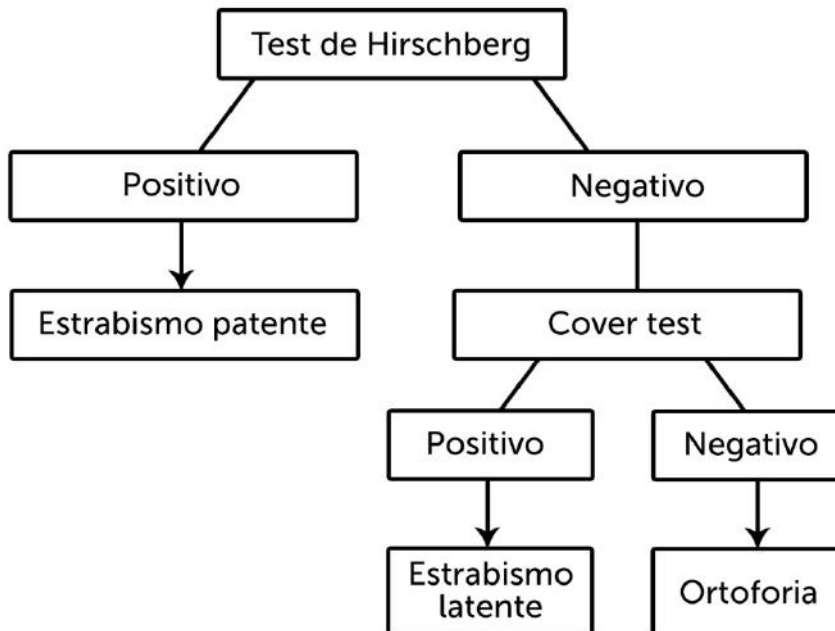 Test de Hirschberg
Positivo
Negativo
Estrabismo patente
Cover test
Positivo
Negativo
Estrabismo
latente
Ortoforia